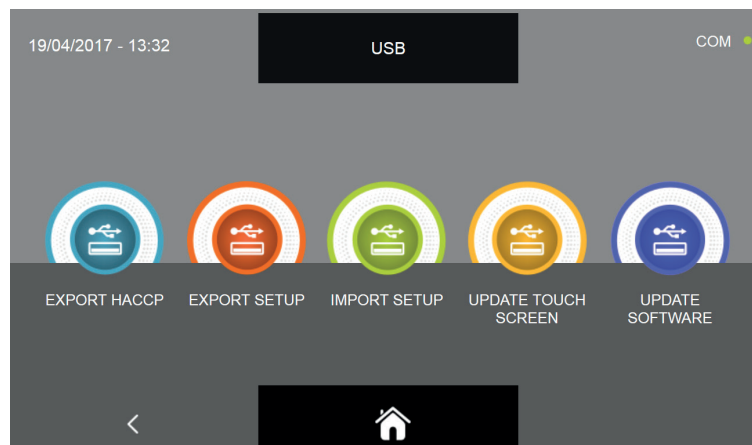 19/04/2017 - 13:32
USB
COM
EXPORT HACCP
EXPORT SETUP
IMPORT SETUP
UPDATE TOUCH
SCREEN
UPDATE
SOFTWARE